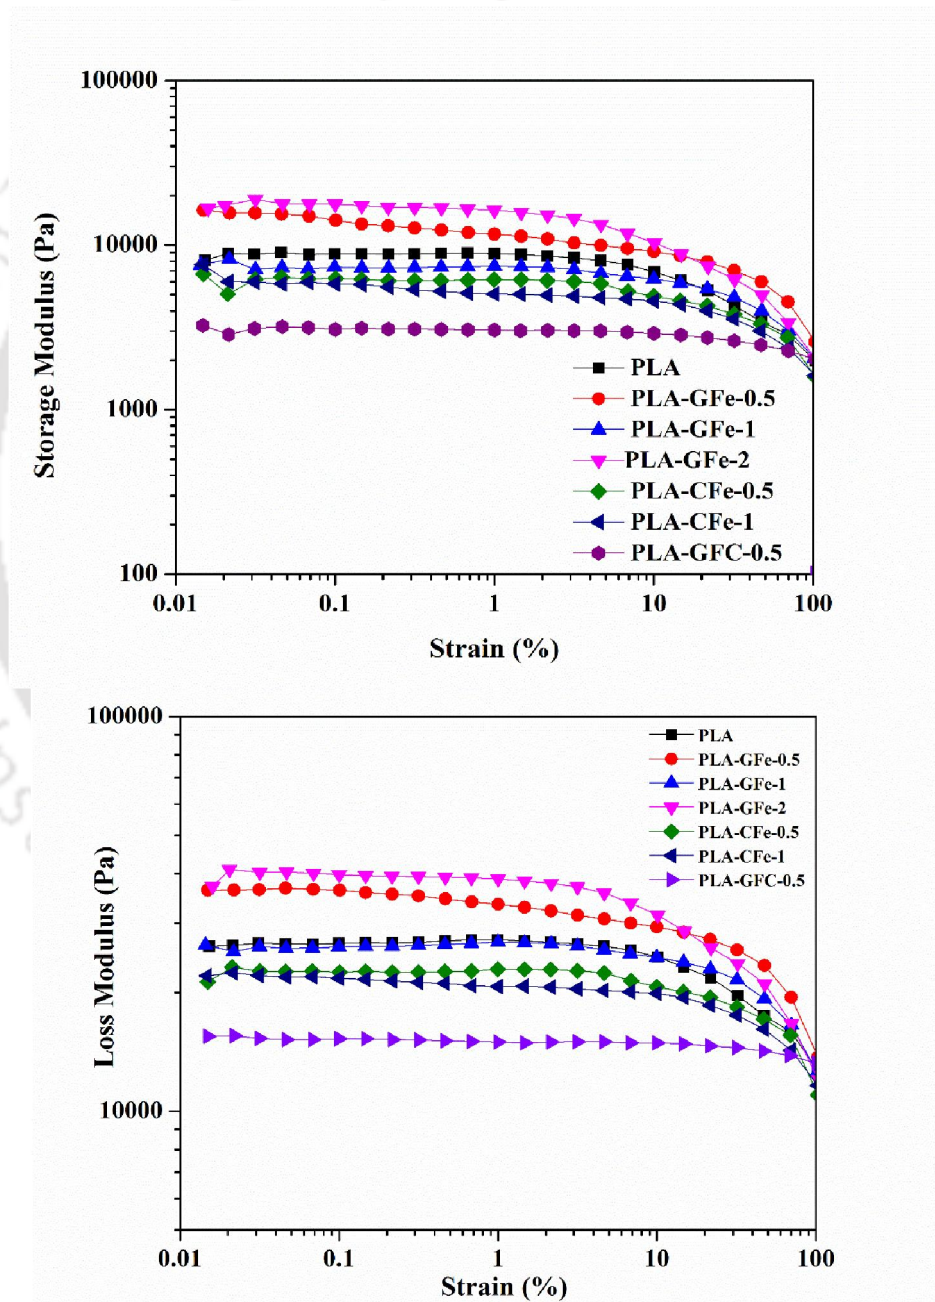 100000
10000
1000
100
Storage Modulus (Pa)
PLA
PLA-GFe-0.5
PLA-GFe-1
PLA-GFe-2
PLA-CFe-0.5
PLA-CFe-1
PLA-GFC-0.5
0.01 0.1 1 10 100
Strain (%)
100000
10000
Loss Modulus (Pa)
PLA
PLA-GFe-0.5
PLA-GFe-1
PLA-GFe-2
PLA-CFe-0.5
PLA-CFe-1
PLA-GFC-0.5
0.01 0.1 1 10 100
Strain (%)